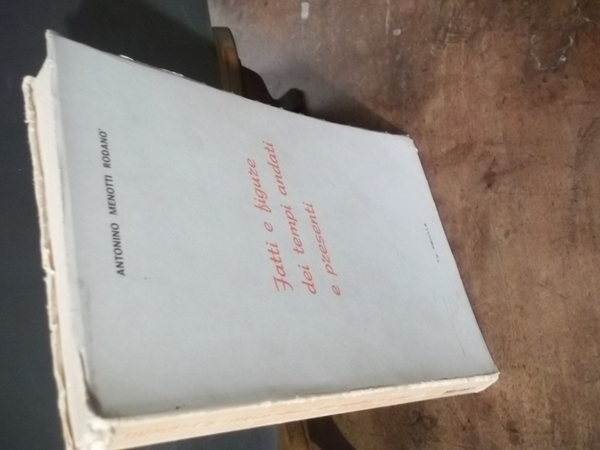 ANTONINO MENOTTI RODANO'
Fatti e figure
dei tempi andati
e presenti